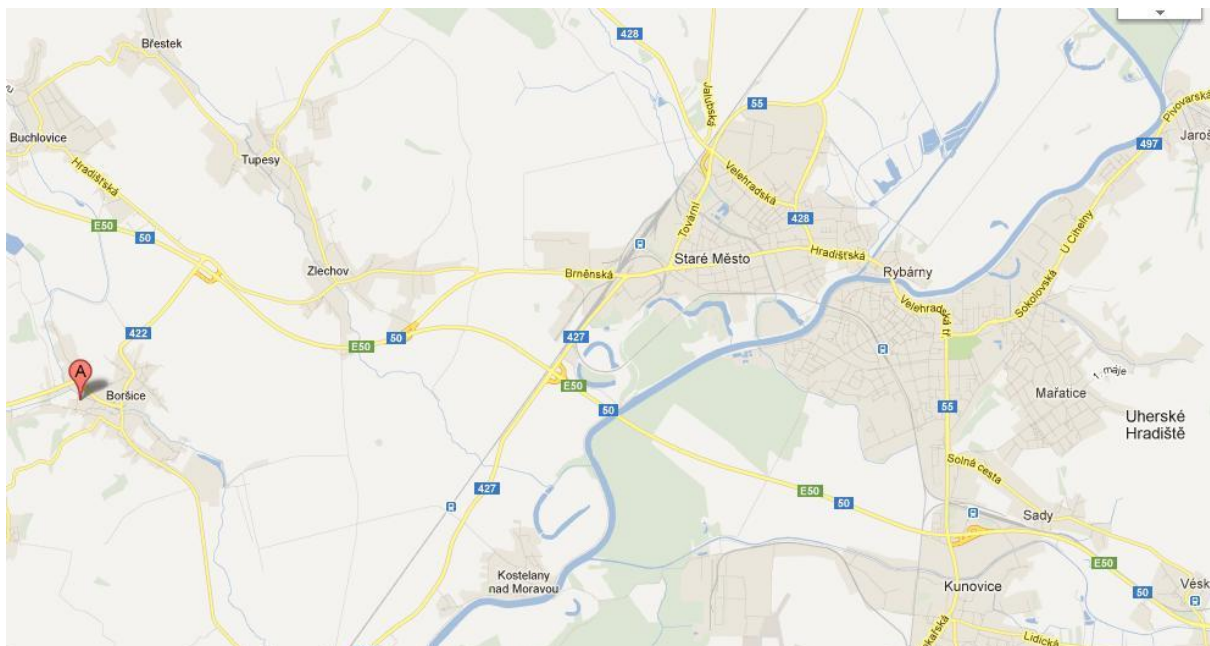 428
Břestek
55
Jalubská
Pivovarská
Buchlovice
Jaroš
497
Tupesy
Hradišťská
Velehradská
428
E50
50
Tovární
U Cihelny
Staré Město
Hradišťská
Zlechov
Brněnská
Rybárny
Velehradská tř.
Sokolovská
422
50
E50
427
A
E50
1. máje
Boršice
Mařatice
50
55
Uherské
Hradiště
Solná cesta
427
E50
50
Sady
E50
Kostelany
nad Moravou
Kunovice
50
Vésk
Lidická